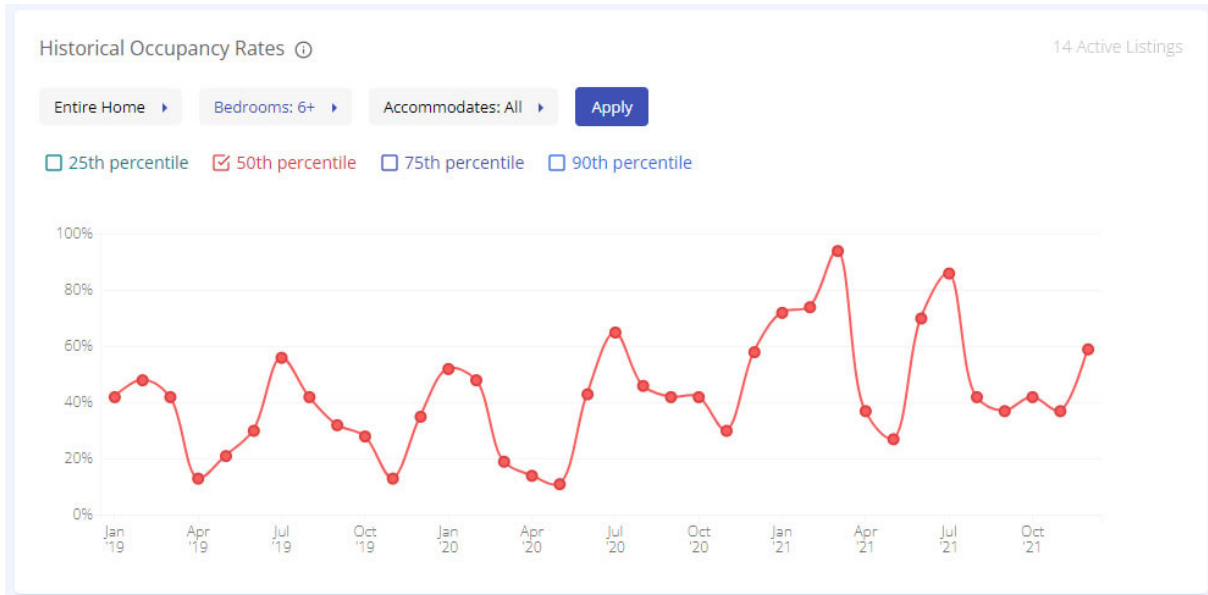 Historical Occupancy Rates
14 Active Listings
Entire Home
Bedrooms: 6+
Accommodates: All
Apply
25th percentile
50th percentile
75th percentile
90th percentile
100%
80%
60%
40%
20%
0%
Jan '19
Apr '19
Jul '19
Oct '19
Jan '20
Apr '20
Jul '20
Oct '20
Jan '21
Apr '21
Jul '21
Oct '21